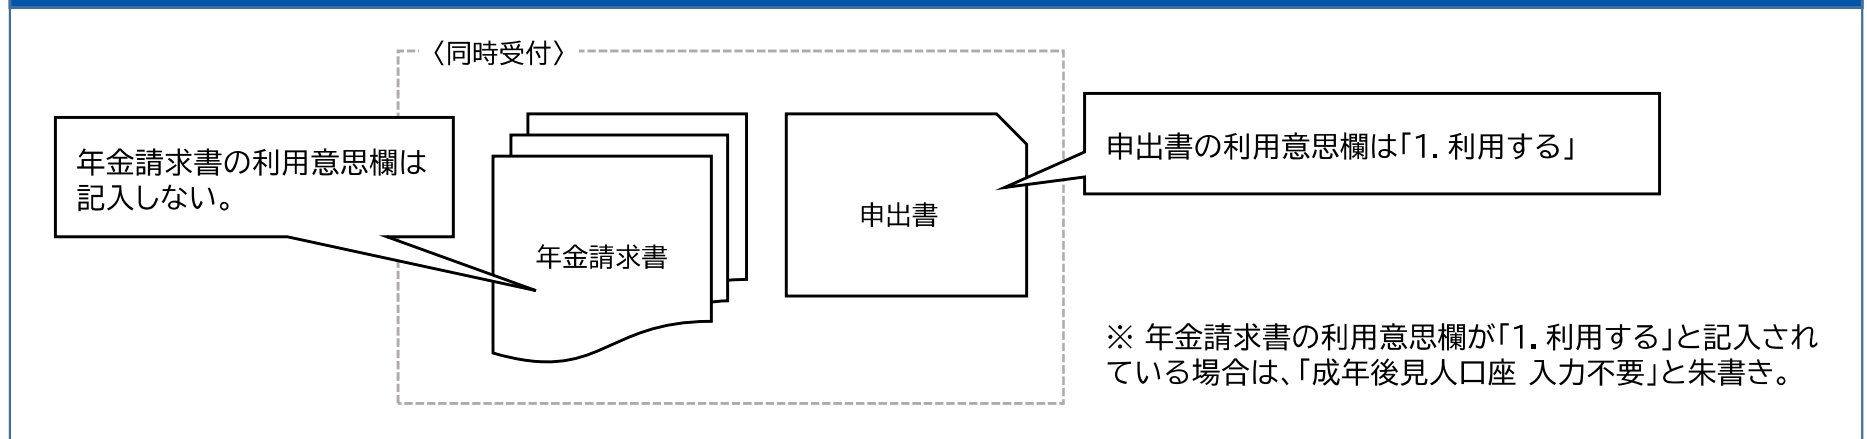 〈同時受付〉
年金請求書の利用意思欄は
記入しない。
年金請求書
申出書
申出書の利用意思欄は「1. 利用する」
※ 年金請求書の利用意思欄が「1. 利用する」と記入され
ている場合は、「成年後見人口座 入力不要」と朱書き。